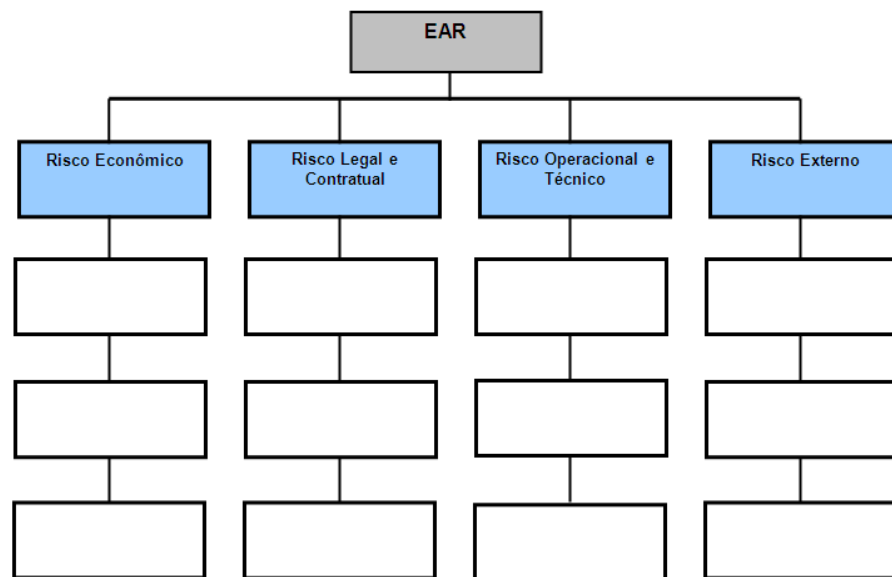 EAR
Risco Econômico
Risco Legal e
Contratual
Risco Operacional e
Técnico
Risco Externo